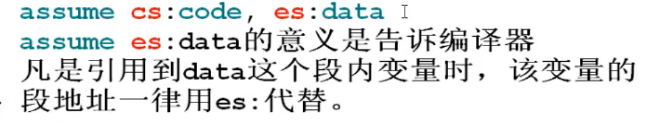 assume cs:code, es:data
assume es:data的意义是告诉编译器
凡是引用到data这个段内变量时，该变量的
段地址一律用es:代替。